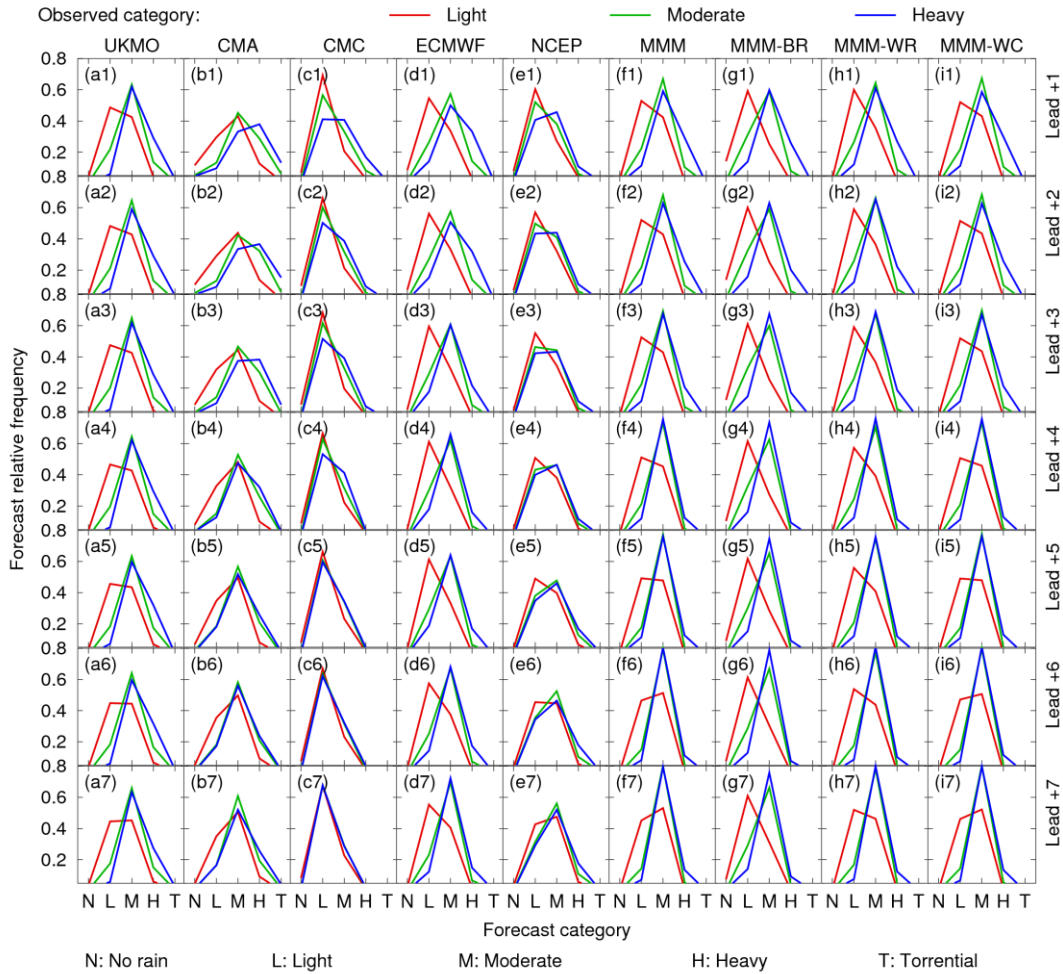 Observed category: Light Moderate Heavy
UKMO CMA CMC ECMWF NCEP MMM MMM-BR MMM-WR MMM-WC
0.8 (a1) (b1) (c1) (d1) (e1) (f1) (g1) (h1) (i1) Lead +1
0.6
0.4
0.2
0.8 (a2) (b2) (c2) (d2) (e2) (f2) (g2) (h2) (i2) Lead +2
0.6
0.4
0.2
0.8 (a3) (b3) (c3) (d3) (e3) (f3) (g3) (h3) (i3) Lead +3
0.6
0.4
0.2
0.8 (a4) (b4) (c4) (d4) (e4) (f4) (g4) (h4) (i4) Lead +4
0.6
0.4
0.2
0.8 (a5) (b5) (c5) (d5) (e5) (f5) (g5) (h5) (i5) Lead +5
0.6
0.4
0.2
0.8 (a6) (b6) (c6) (d6) (e6) (f6) (g6) (h6) (i6) Lead +6
0.6
0.4
0.2
0.8 (a7) (b7) (c7) (d7) (e7) (f7) (g7) (h7) (i7) Lead +7
0.6
0.4
0.2
Forecast relative frequency
N L M H T N L M H T N L M H T N L M H T N L M H T N L M H T N L M H T N L M H T N L M H T
Forecast category
N: No rain L: Light M: Moderate H: Heavy T: Torrential